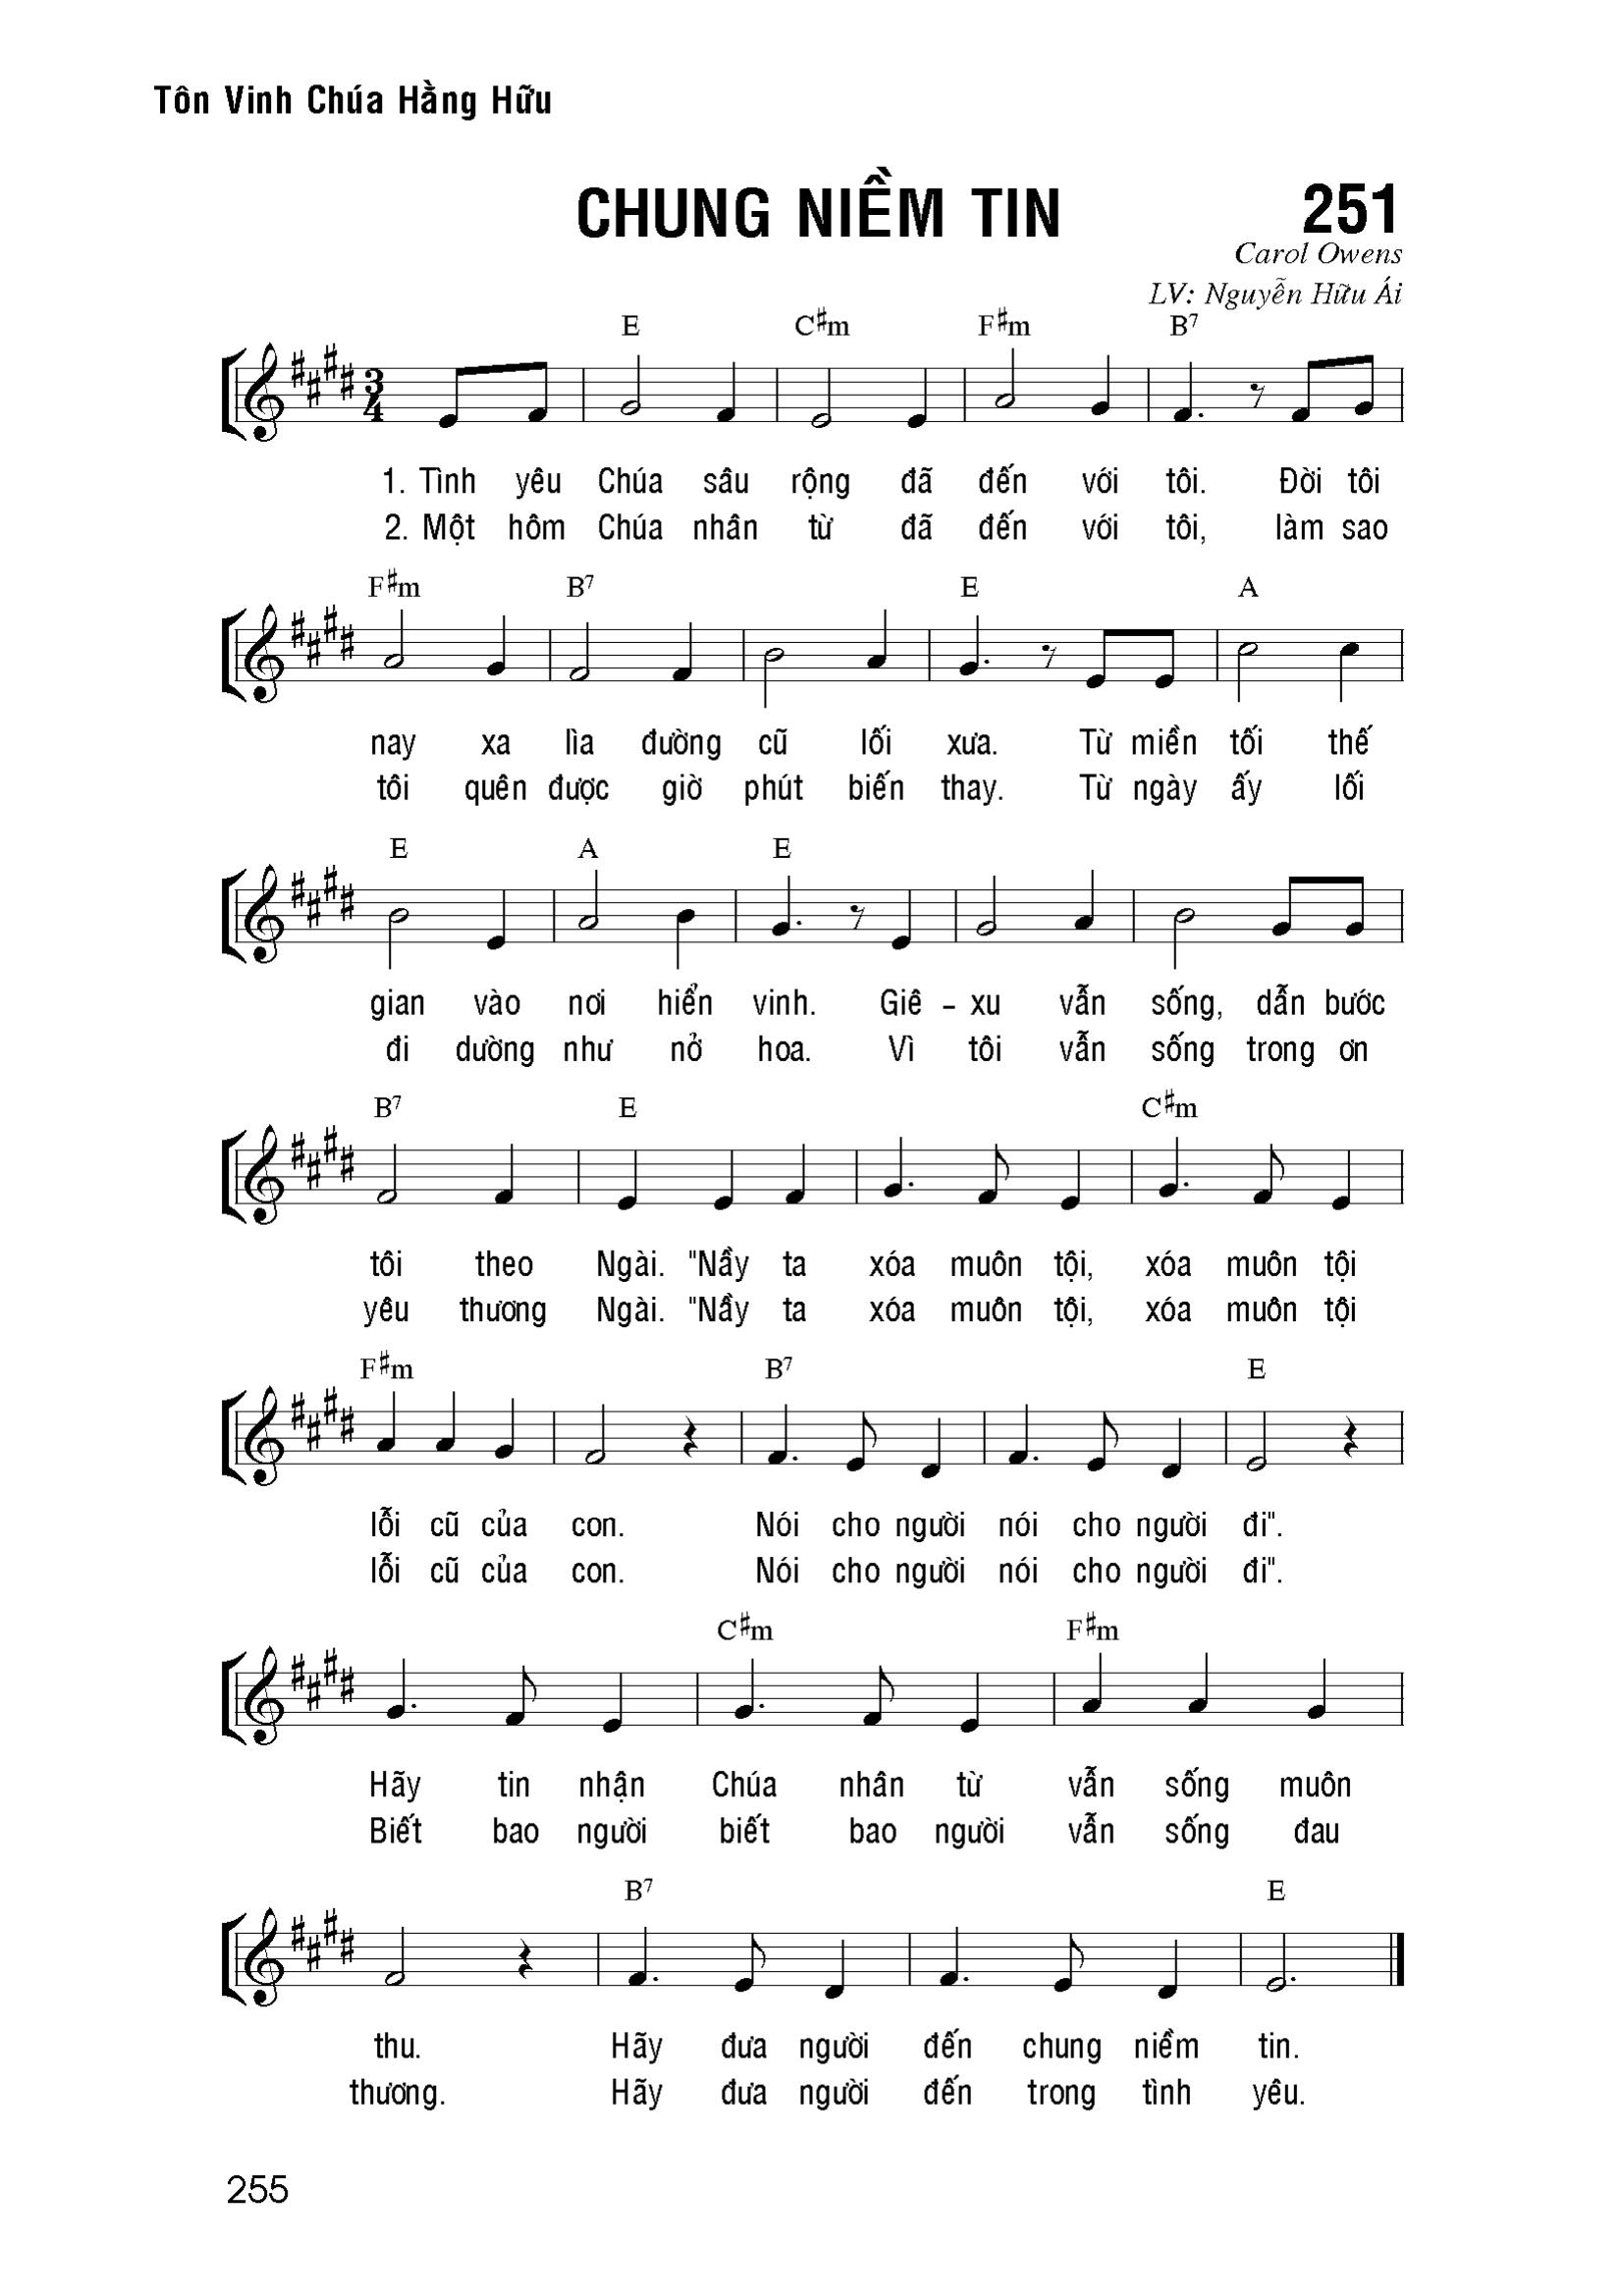 Tôn Vinh Chúa Hằng Hữu
CHUNG NIỀM TIN 251
Carol Owens
LV: Nguyễn Hữu Ái
E C#m F#m B7
1. Tình yêu Chúa sâu rộng đã đến với tôi. Đời tôi
2. Một hôm Chúa nhân từ đã đến với tôi, làm sao
F#m B7 E A
nay xa lìa đường cũ lối xưa. Từ miền tối thế
tôi quên được giờ phút biến thay. Từ ngày ấy lối
E A E
gian vào nơi hiển vinh. Giê - xu vẫn sống, dẫn bước
đi dường như nở hoa. Vì tôi vẫn sống trong ơn
B7 E C#m
tôi theo Ngài. "Nầy ta xóa muôn tội, xóa muôn tội
yêu thương Ngài. "Nầy ta xóa muôn tội, xóa muôn tội
F#m B7 E
lỗi cũ của con. Nói cho người nói cho người đi".
lỗi cũ của con. Nói cho người nói cho người đi".
C#m F#m
Hãy tin nhận Chúa nhân từ vẫn sống muôn
Biết bao người biết bao người vẫn sống đau
B7 E
thu. Hãy đưa người đến chung niềm tin.
thương. Hãy đưa người đến trong tình yêu.
255